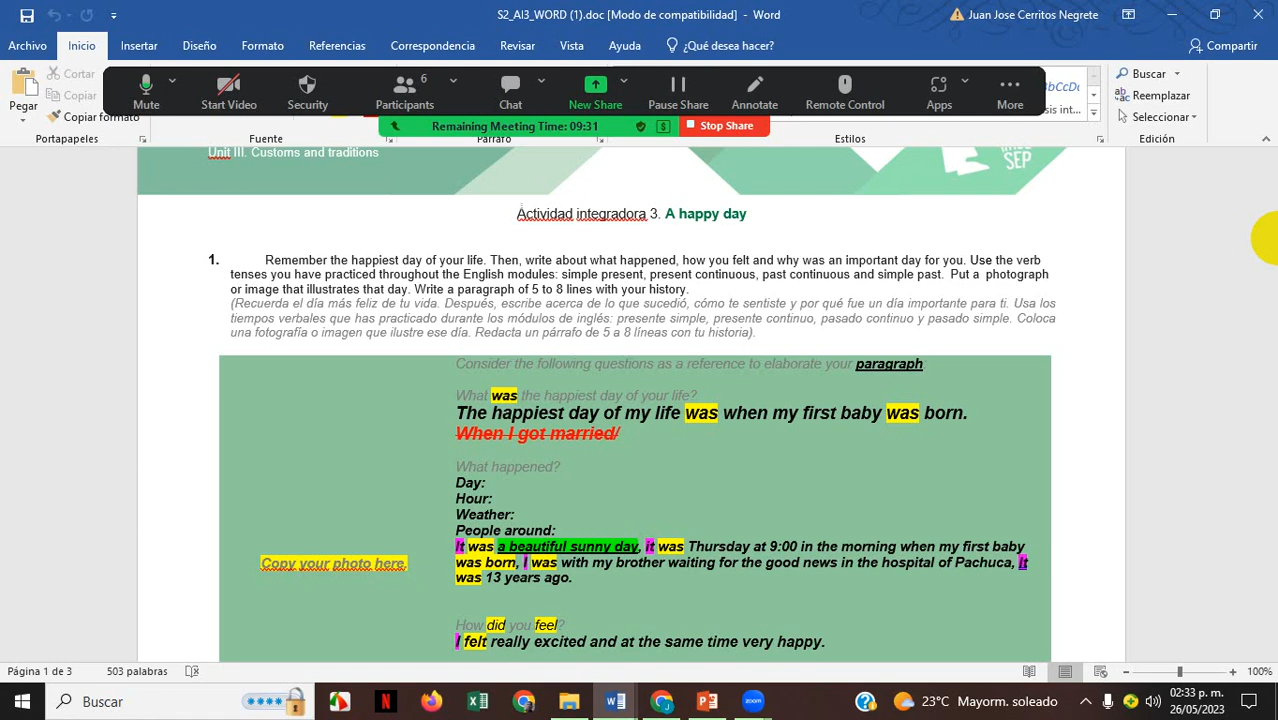 S2_AI3_WORD (1).doc [Modo de compatibilidad] - Word
Juan Jose Cerritos Negrete
Archivo Inicio Insertar Diseño Formato Referencias Correspondencia Revisar Vista Ayuda ¿Qué desea hacer? Compartir
Pegar
Cortar
Copiar
Copiar formato
Portapapeles
Fuente
Párrafo
Estilos
Edición
Buscar
Reemplazar
Seleccionar
sis int...
Mute
Start Video
Security
Participants 6
Chat
New Share
Pause Share
Annotate
Remote Control
Apps
More
Remaining Meeting Time: 09:31
Stop Share
Unit III. Customs and traditions
SEP
Actividad integradora 3. A happy day
1. Remember the happiest day of your life. Then, write about what happened, how you felt and why was an important day for you. Use the verb
tenses you have practiced throughout the English modules: simple present, present continuous, past continuous and simple past. Put a photograph
or image that illustrates that day. Write a paragraph of 5 to 8 lines with your history.
(Recuerda el día más feliz de tu vida. Después, escribe acerca de lo que sucedió, cómo te sentiste y por qué fue un día importante para ti. Usa los
tiempos verbales que has practicado durante los módulos de inglés: presente simple, presente continuo, pasado continuo y pasado simple. Coloca
una fotografía o imagen que ilustre ese día. Redacta un párrafo de 5 a 8 líneas con tu historia).
Consider the following questions as a reference to elaborate your paragraph:
What was the happiest day of your life?
The happiest day of my life was when my first baby was born.
When I got married/
What happened?
Day:
Hour:
Weather:
People around:
It was a beautiful sunny day, it was Thursday at 9:00 in the morning when my first baby
was born, I was with my brother waiting for the good news in the hospital of Pachuca, it
was 13 years ago.
Copy your photo here.
How did you feel?
I felt really excited and at the same time very happy.
Página 1 de 3 503 palabras
100%
Buscar
23°C Mayorm. soleado
02:33 p. m.
26/05/2023